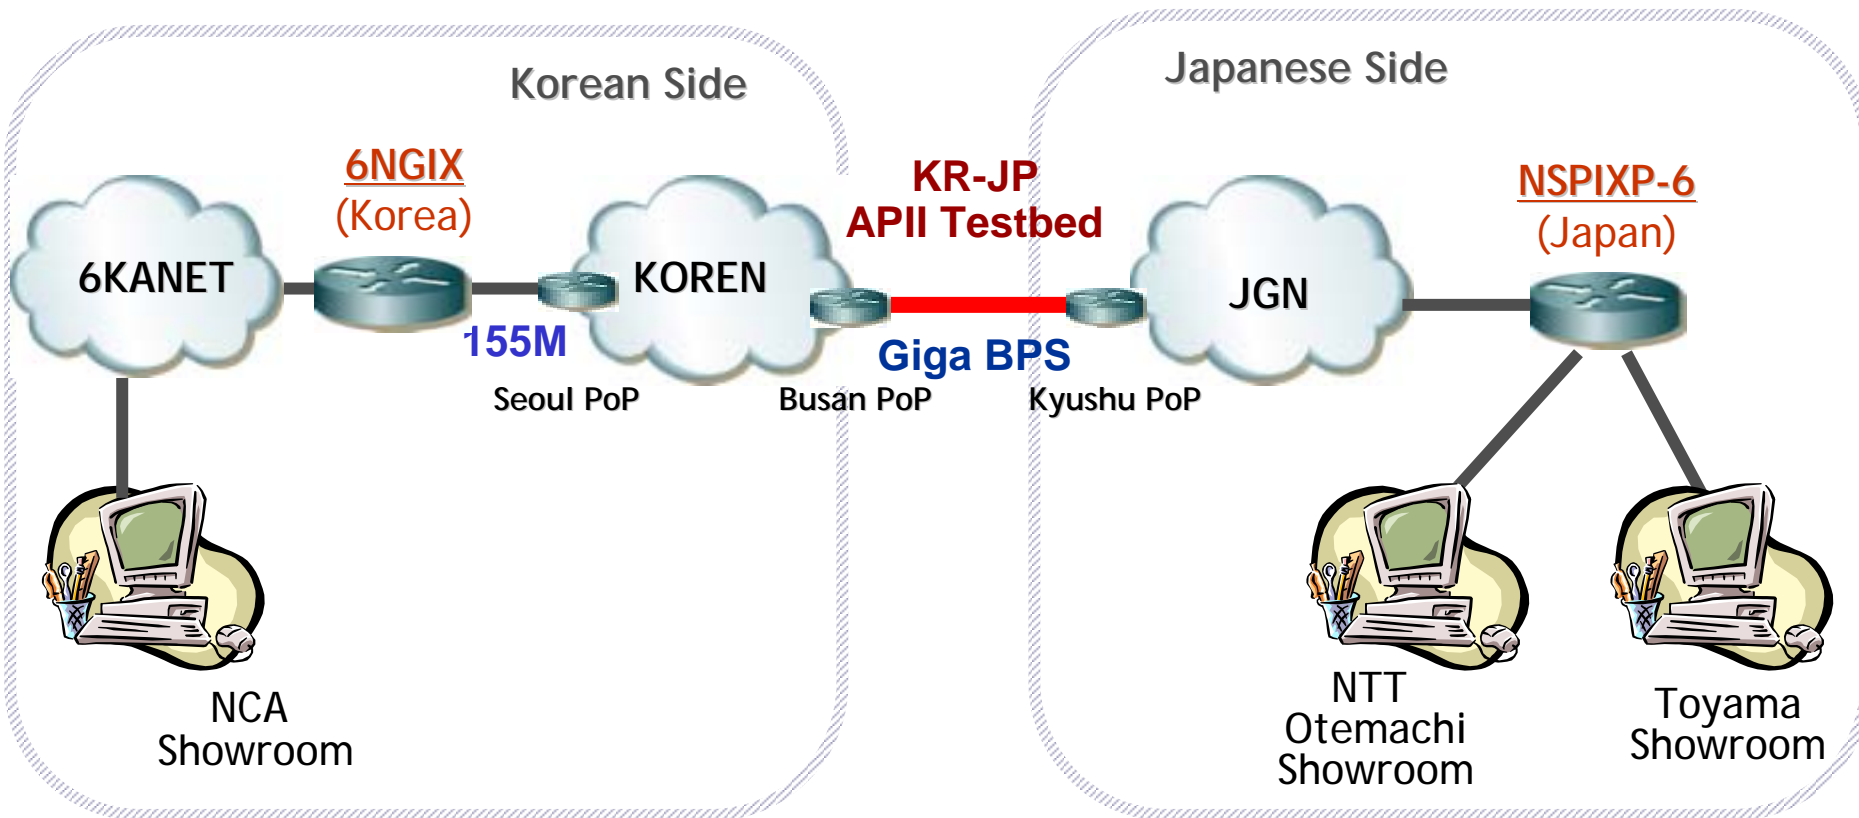 Korean Side
Japanese Side
6NGIX
(Korea)
KR-JP
APII Testbed
NSPIXP-6
(Japan)
6KANET
KOREN
JGN
155M
Giga BPS
Seoul PoP
Busan PoP
Kyushu PoP
NCA
Showroom
NTT
Otemachi
Showroom
Toyama
Showroom